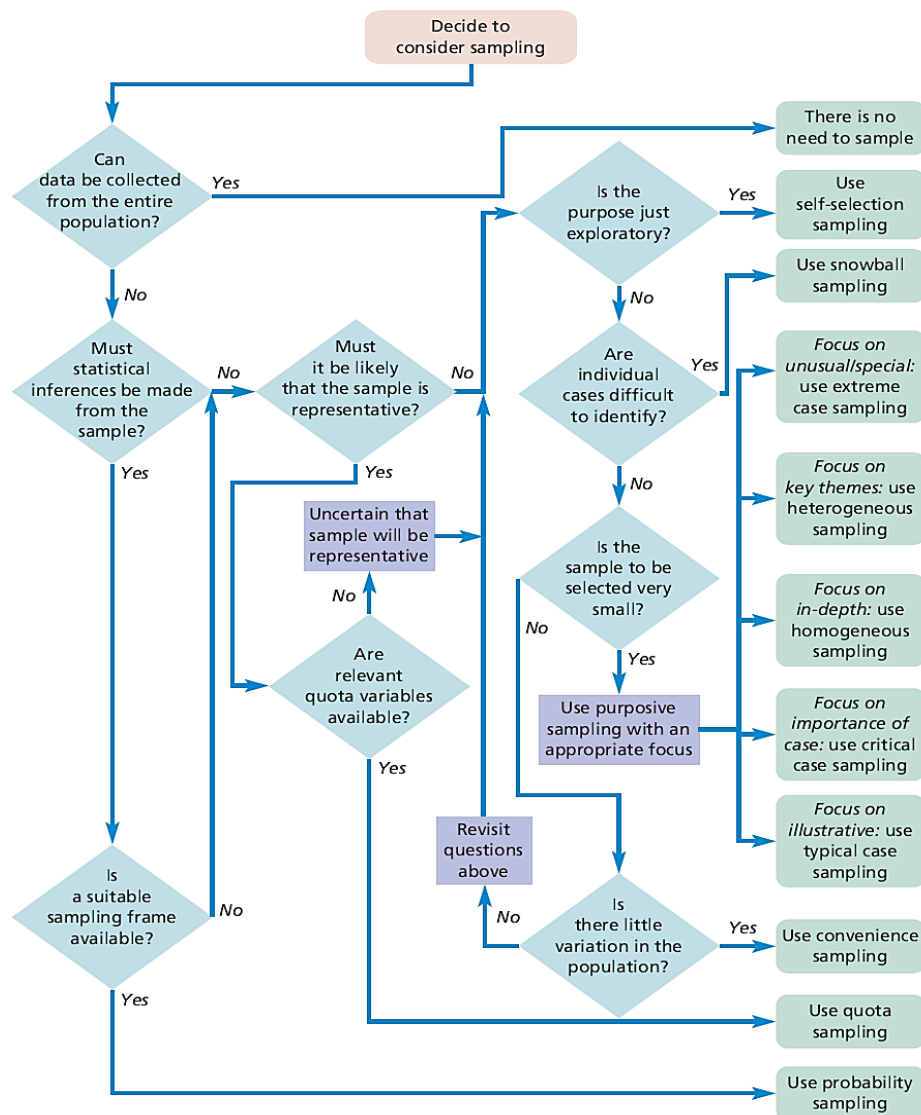 Decide to
consider sampling
Can
data be collected
from the entire
population?
Yes
No
There is no
need to sample
Is the
purpose just
exploratory?
Yes
No
Use
self-selection
sampling
Use snowball
sampling
Must
statistical
inferences be made
from the
sample?
No
Yes
Must
it be likely
that the sample is
representative?
No
Yes
Are
individual
cases difficult
to identify?
Yes
No
Focus on
unusual/special:
use extreme
case sampling
Uncertain that
sample will be
representative
No
Focus on
key themes: use
heterogeneous
sampling
Is the
sample to be
selected very
small?
No
Yes
Focus on
in-depth: use
homogeneous
sampling
Are
relevant
quota variables
available?
Yes
Use purposive
sampling with an
appropriate focus
Focus on
importance of
case: use critical
case sampling
Focus on
illustrative: use
typical case
sampling
Revisit
questions
above
Is
a suitable
sampling frame
available?
No
Yes
Is
there little
variation in the
population?
No
Yes
Use convenience
sampling
Use quota
sampling
Use probability
sampling